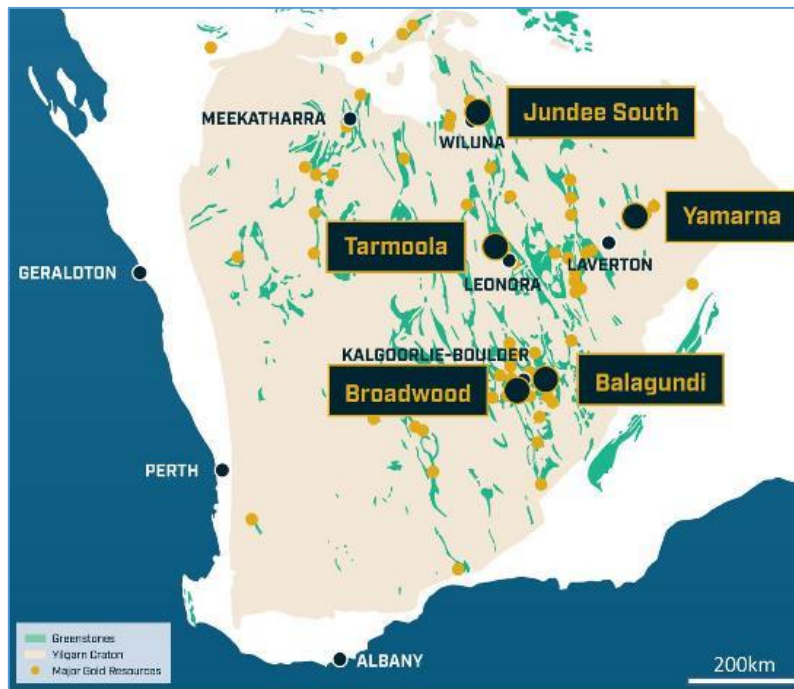 Jundee South
MEEKATHARRA
WILUNA
Yamarna
Tarmoola
LAVERTON
GERALDTON
LEONORA
KALGOORLIE-BOULDER
Broadwood
Balagundi
PERTH
Greenstones
Yilgarn Craton
Major Gold Resources
ALBANY
200km